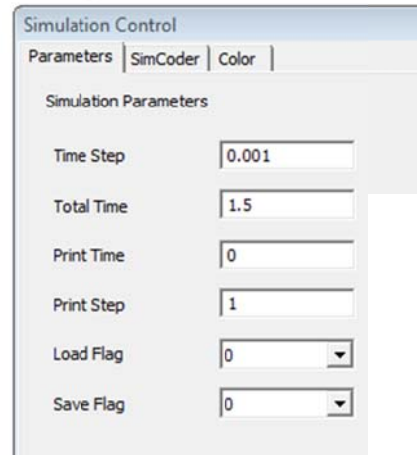 Simulation Control
Parameters SimCoder Color
Simulation Parameters
Time Step 0.001
Total Time 1.5
Print Time 0
Print Step 1
Load Flag 0
Save Flag 0